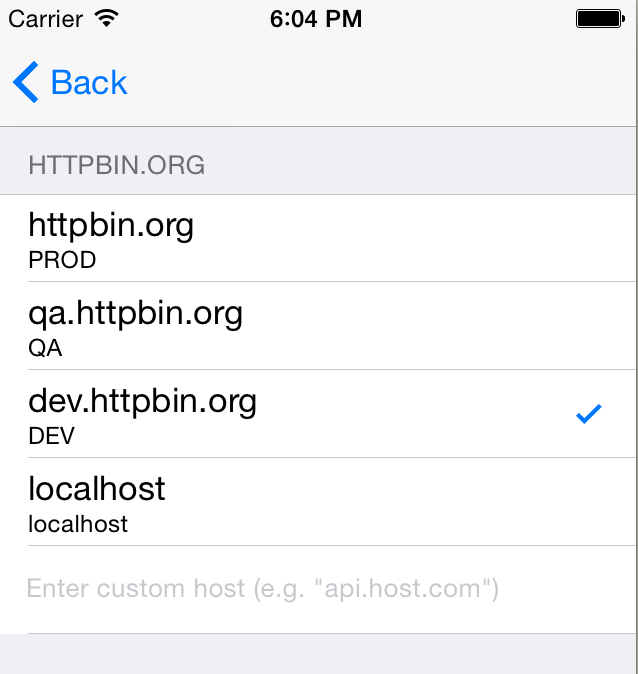 Carrier 6:04 PM
Back
HTTPBIN.ORG
httpbin.org
PROD
qa.httpbin.org
QA
dev.httpbin.org
DEV
localhost
localhost
Enter custom host (e.g. "api.host.com")